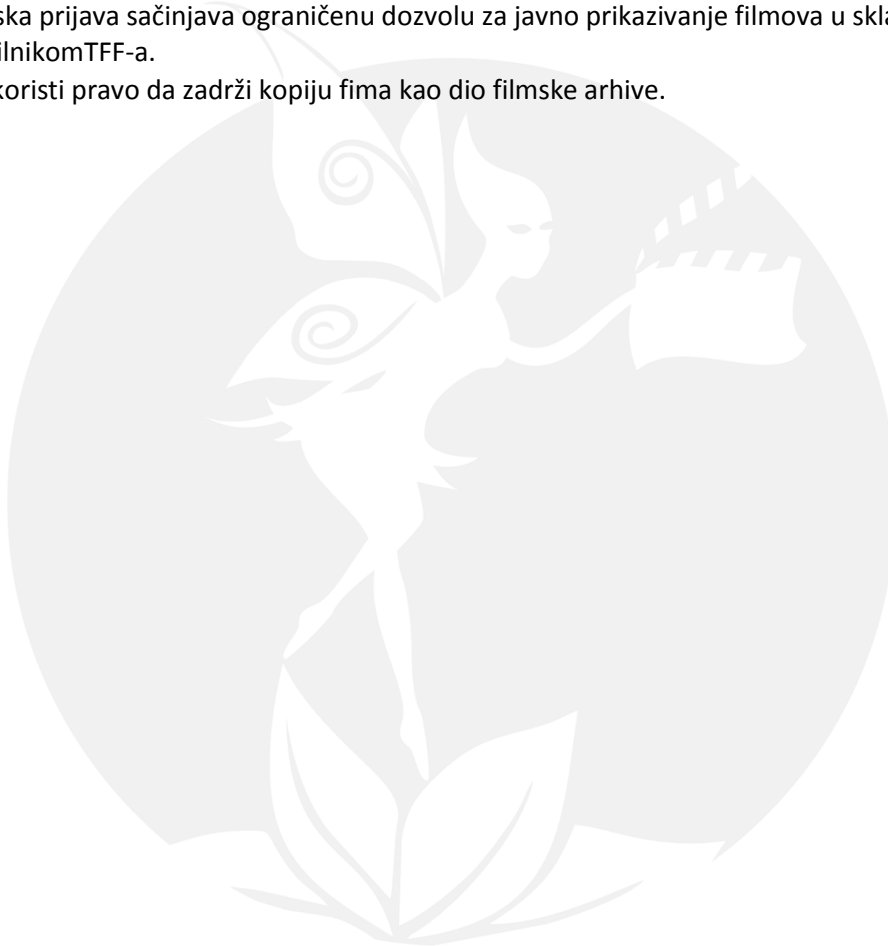 ska prijava sačinjava ograničenu dozvolu za javno prikazivanje filmova u skla
ilnikomTFF-a.
koristi pravo da zadrži kopiju fima kao dio filmske arhive.